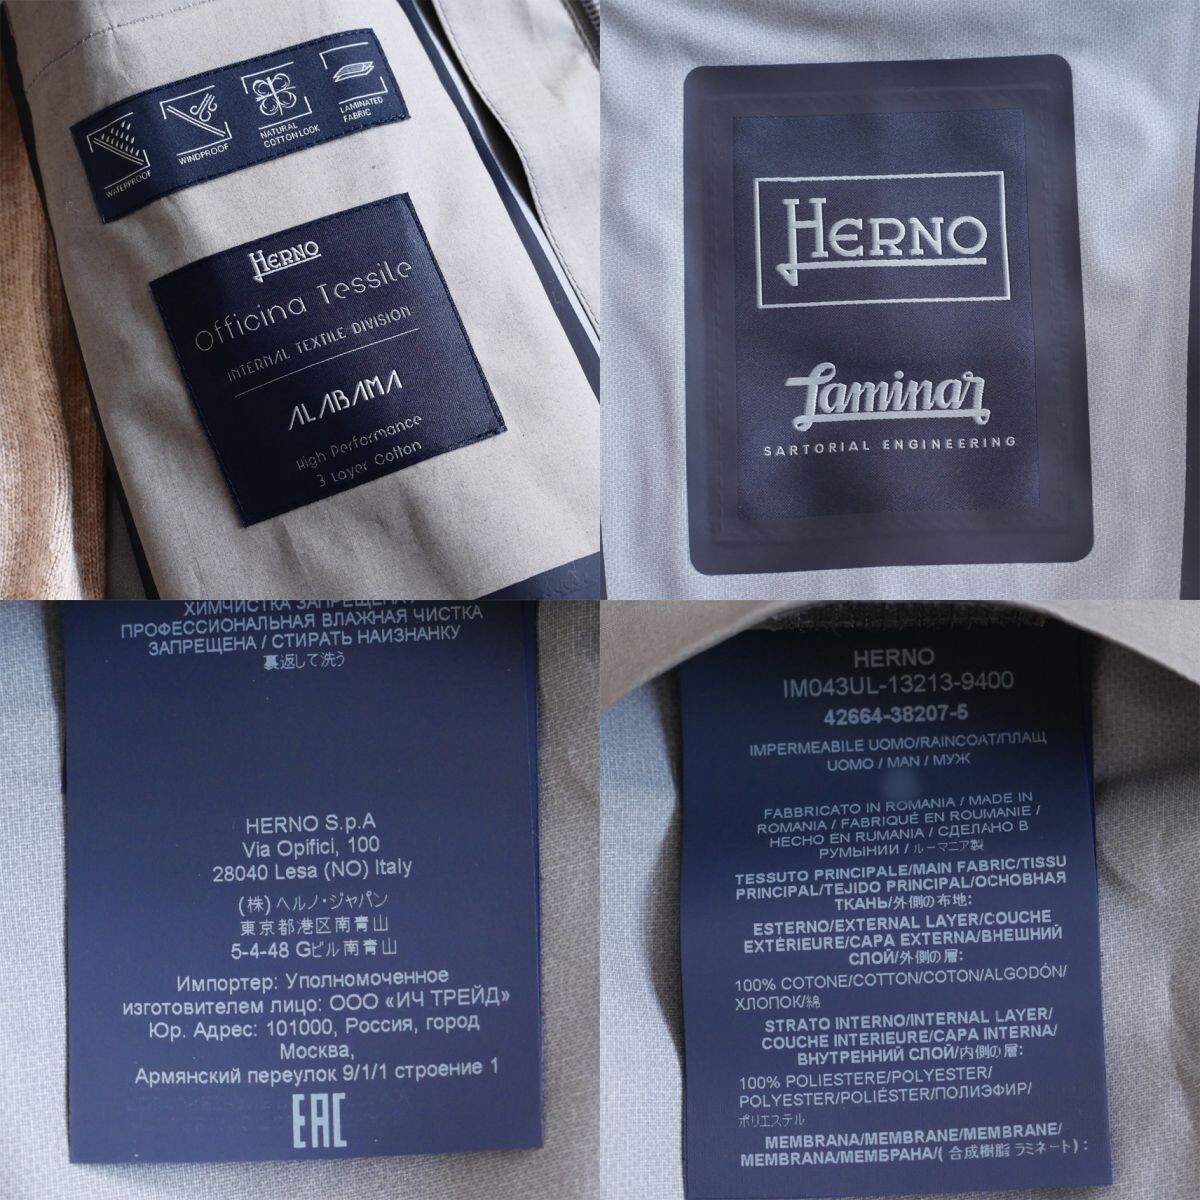 WATERPROOF
WINDPROOF
NATURAL
COTTON LOOK
LAMINATED
FABRIC
HERNO
Officina Tessile
INTERNAL TEXTILE DIVISION
ALABAMA
High Performance
3 Layer Cotton
HERNO
Laminar
SARTORIAL ENGINEERING
ПРОФЕССИОНАЛЬНАЯ ВЛАЖНАЯ ЧИСТКА
ЗАПРЕЩЕНА / СТИРАТЬ НАИЗНАНКУ
裏返して洗う
HERNO S.p.A
Via Opifici, 100
28040 Lesa (NO) Italy
(株)ヘルノ・ジャパン
東京都港区南青山
5-4-48 Gビル南青山
Импортер: Уполномоченное
изготовителем лицо: ООО «ИЧ ТРЕЙД»
Юр. Адрес: 101000, Россия, город
Москва,
Армянский переулок 9/1/1 строение 1
EAC
HERNO
IM043UL-13213-9400
42664-38207-5
IMPERMEABILE UOMO/RAINCOAT/ПЛАЩ
UOMO / MAN / МУЖ
FABBRICATO IN ROMANIA / MADE IN
ROMANIA / FABRIQUÉ EN ROUMANIE /
HECHO EN RUMANIA / СДЕЛАНО В
РУМЫНИИ / ルーマニア製
TESSUTO PRINCIPALE/MAIN FABRIC/TISSU
PRINCIPAL/TEJIDO PRINCIPAL/ОСНОВНАЯ
ТКАНЬ/外側の布地:
ESTERNO/EXTERNAL LAYER/COUCHE
EXTÉRIEURE/CAPA EXTERNA/ВНЕШНИЙ
СЛОЙ/外側の層:
100% COTONE/COTTON/COTON/ALGODÓN/
ХЛОПОК/綿
STRATO INTERNO/INTERNAL LAYER/
COUCHE INTERIEURE/CAPA INTERNA/
ВНУТРЕННИЙ СЛОЙ/内側の層:
100% POLIESTERE/POLYESTER/
POLYESTER/POLIÉSTER/ПОЛИЭФИР/
ポリエステル
MEMBRANA/MEMBRANE/MEMBRANE/
MEMBRANA/МЕМБРАНА/( 合成樹脂 ラミネート) :